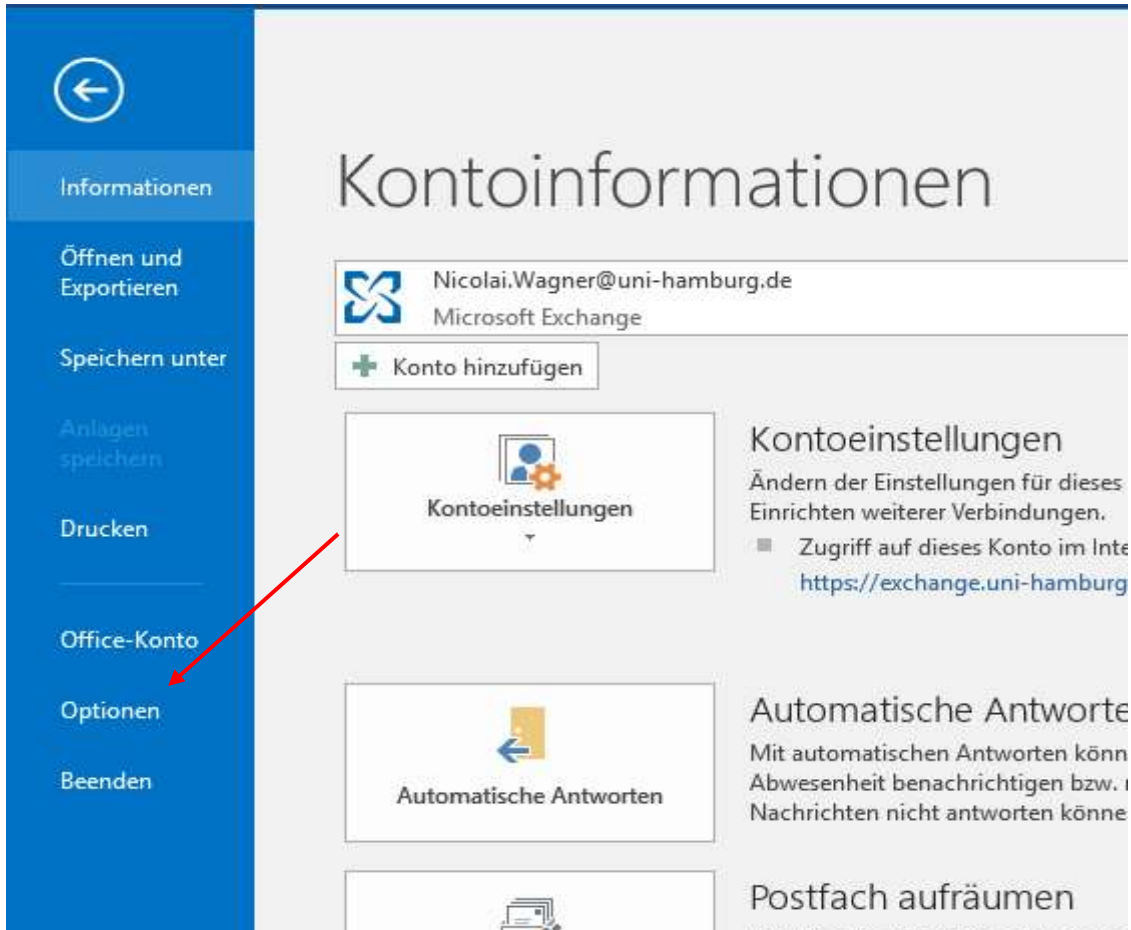 Informationen
Öffnen und
Exportieren
Speichern unter
Anlagen
speichern
Drucken
Office-Konto
Optionen
Beenden
Kontoinformationen
Nicolai.Wagner@uni-hamburg.de
Microsoft Exchange
Konto hinzufügen
Kontoeinstellungen
Kontoeinstellungen
Ändern der Einstellungen für dieses
Einrichten weiterer Verbindungen.
Zugriff auf dieses Konto im Inte
https://exchange.uni-hamburg
Automatische Antworten
Automatische Antworte
Mit automatischen Antworten könn
Abwesenheit benachrichtigen bzw.
Nachrichten nicht antworten könne
Postfach aufräumen